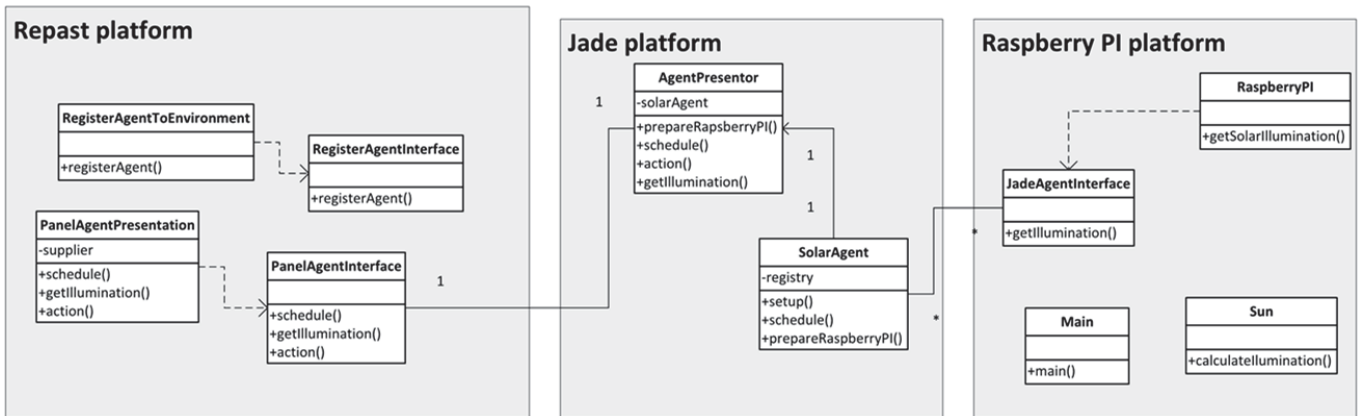 Repast platform
RegisterAgentToEnvironment
+registerAgent()
RegisterAgentInterface
+registerAgent()
PanelAgentPresentation
-supplier
+schedule()
+getIllumination()
+action()
PanelAgentInterface
+schedule()
+getIllumination()
+action()
1
Jade platform
1
AgentPresentor
-solarAgent
+prepareRapsberryPI()
+schedule()
+action()
+getIllumination()
1
1
SolarAgent
-registry
+setup()
+schedule()
+prepareRaspberryPI()
*
Raspberry PI platform
RaspberryPI
+getSolarIllumination()
JadeAgentInterface
+getIllumination()
*
Main
+main()
Sun
+calculateIlumination()